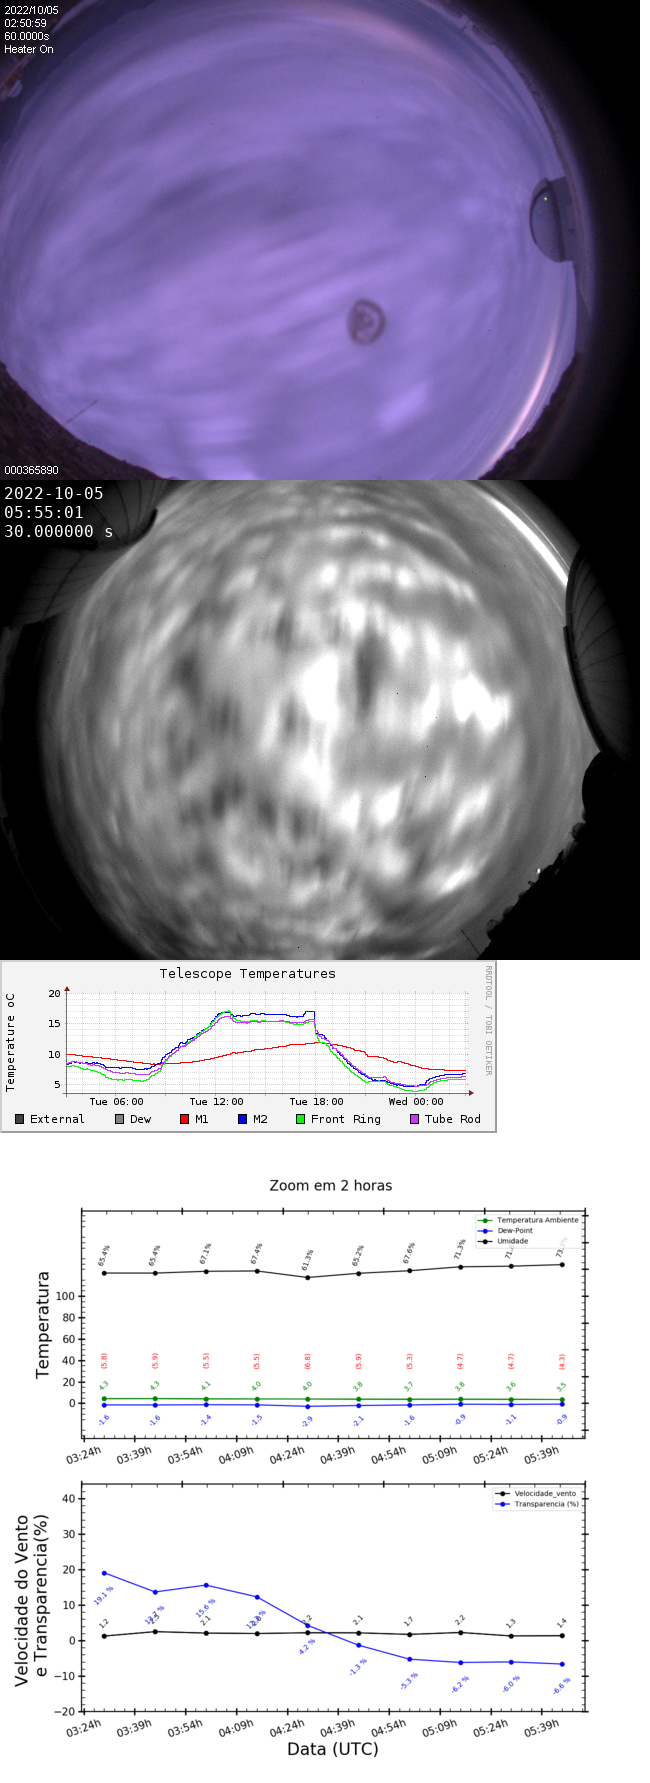 2022/10/05
02:50:59
60.0000s
Heater On
000365890
2022-10-05
05:55:01
30.000000 s
Telescope Temperatures
RRDTOOL / TOBI OETIKER
Temperature oC
20
15
10
5
Tue 06:00 Tue 12:00 Tue 18:00 Wed 00:00
External Dew M1 M2 Front Ring Tube Rod
Zoom em 2 horas
Temperatura Ambiente
Dew-Point
Umidade
65.4% 65.4% 67.1% 67.4% 61.3% 65.2% 67.6% 71.3%
Temperatura
100
80
60
40
20
0
(5.8) (5.9) (5.5) (5.5) (6.8) (5.9) (5.3) (4.7) (4.7) (4.3)
4.3 4.3 4.1 4.0 4.0 3.8 3.7 3.8 3.6 3.5
-1.6 -1.6 -1.4 -1.5 -2.9 -2.1 -1.6 -0.9 -1.1 -0.9
03:24h 03:39h 03:54h 04:09h 04:24h 04:39h 04:54h 05:09h 05:24h 05:39h
Velocidade_vento
Transparencia (%)
Velocidade do Vento
e Transparencia(%)
40
30
20
10
0
−10
−20
1.2 2.1 2.2 2.1 1.7 2.2 1.3 1.4
19.1 % 15.6 % 4.2 % -1.3 % -5.3 % -6.2 % -6.0 % -6.6 %
03:24h 03:39h 03:54h 04:09h 04:24h 04:39h 04:54h 05:09h 05:24h 05:39h
Data (UTC)